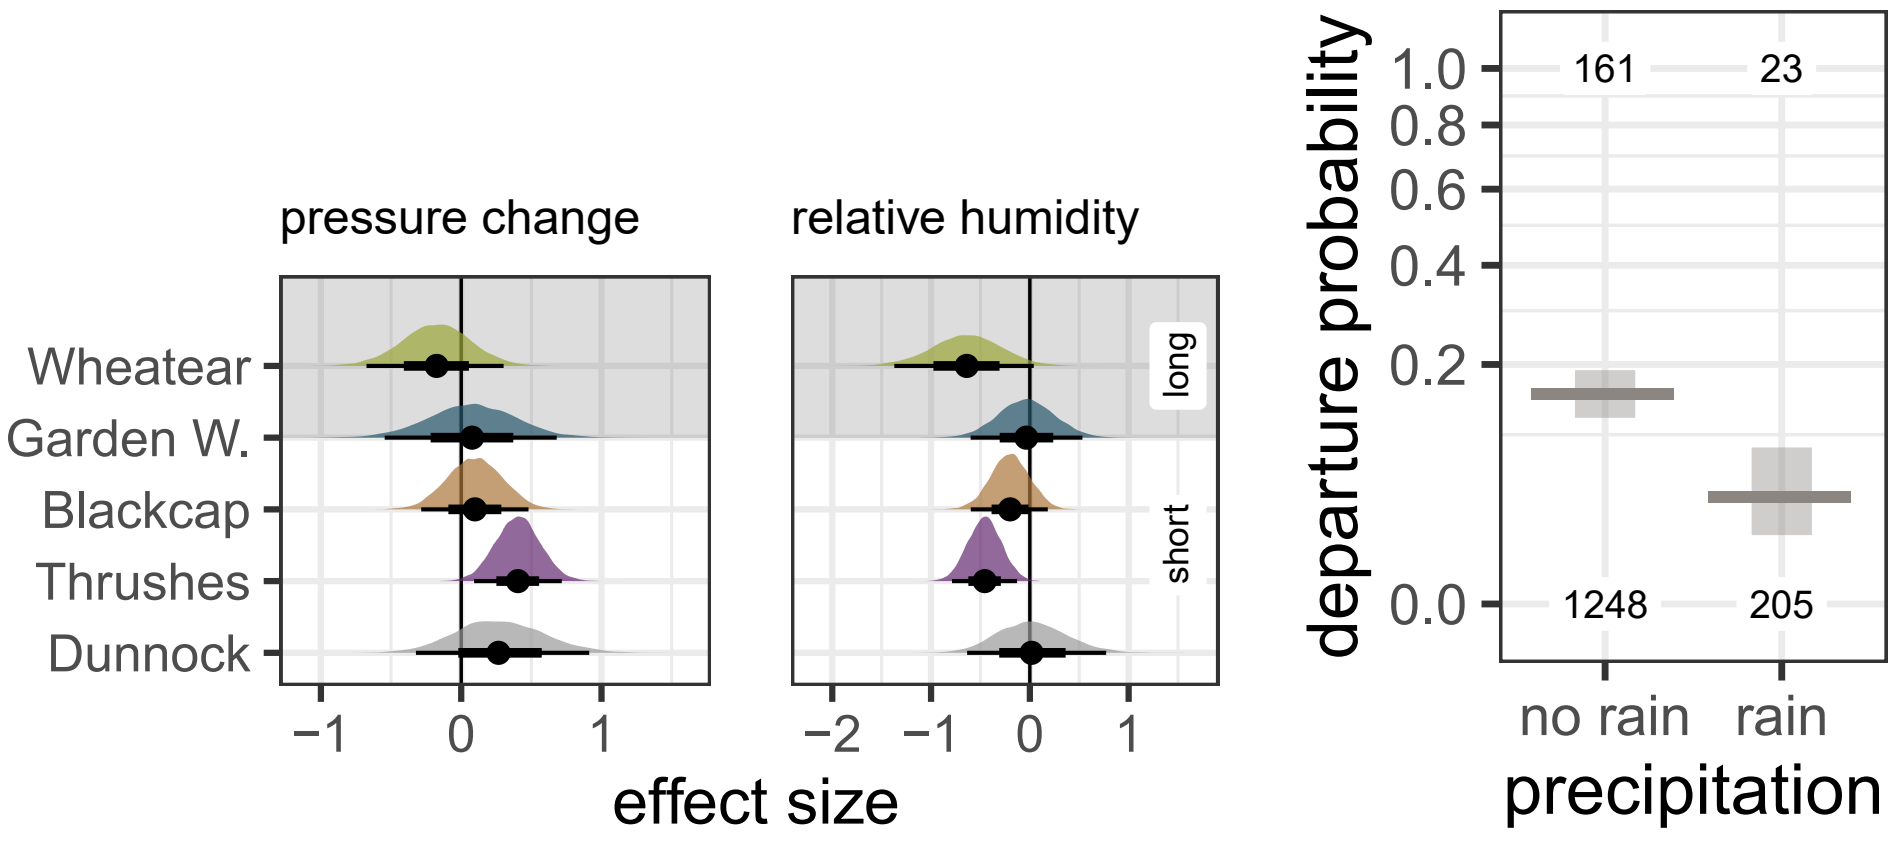 pressure change
relative humidity
Wheatear
Garden W.
Blackcap
Thrushes
Dunnock
long
short
−1 0 1
−2 −1 0 1
effect size
departure probability
1.0
0.8
0.6
0.4
0.2
0.0
161 23
1248 205
no rain rain
precipitation